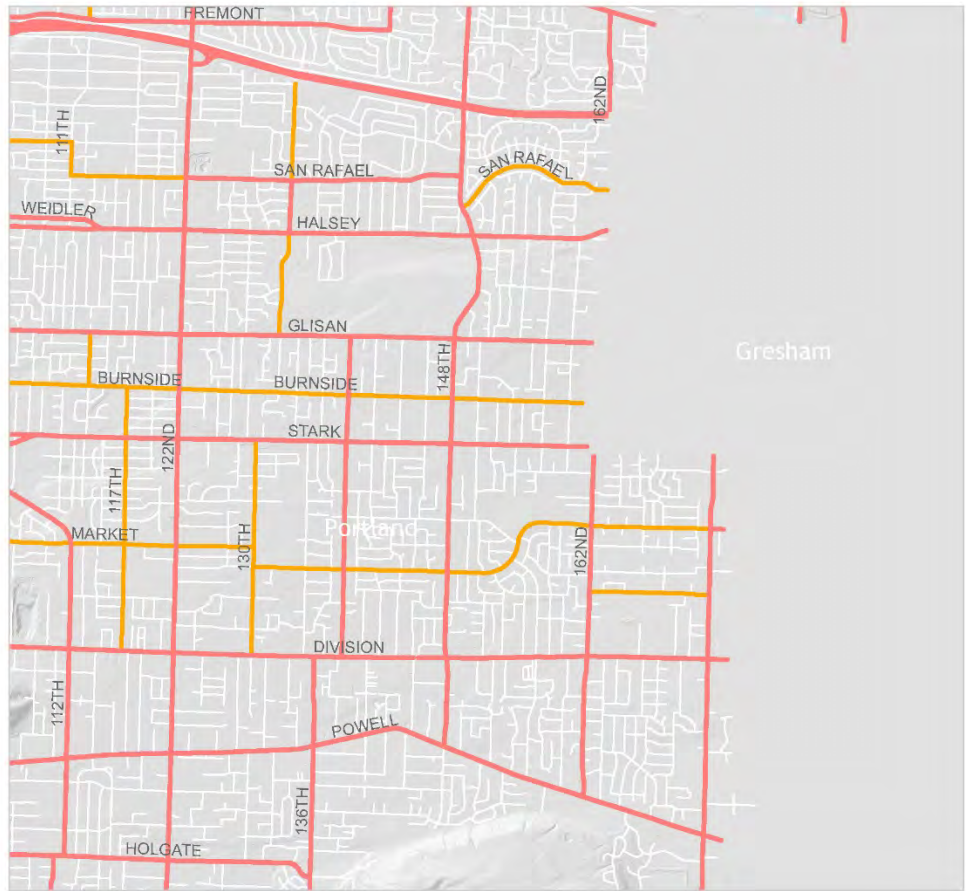 FREMONT
162ND
111TH
SAN RAFAEL
SAN RAFAEL
WEIDLER
HALSEY
GLISAN
Gresham
148TH
BURNSIDE
BURNSIDE
STARK
122ND
117TH
Portland
MARKET
130TH
162ND
DIVISION
112TH
POWELL
136TH
HOLGATE